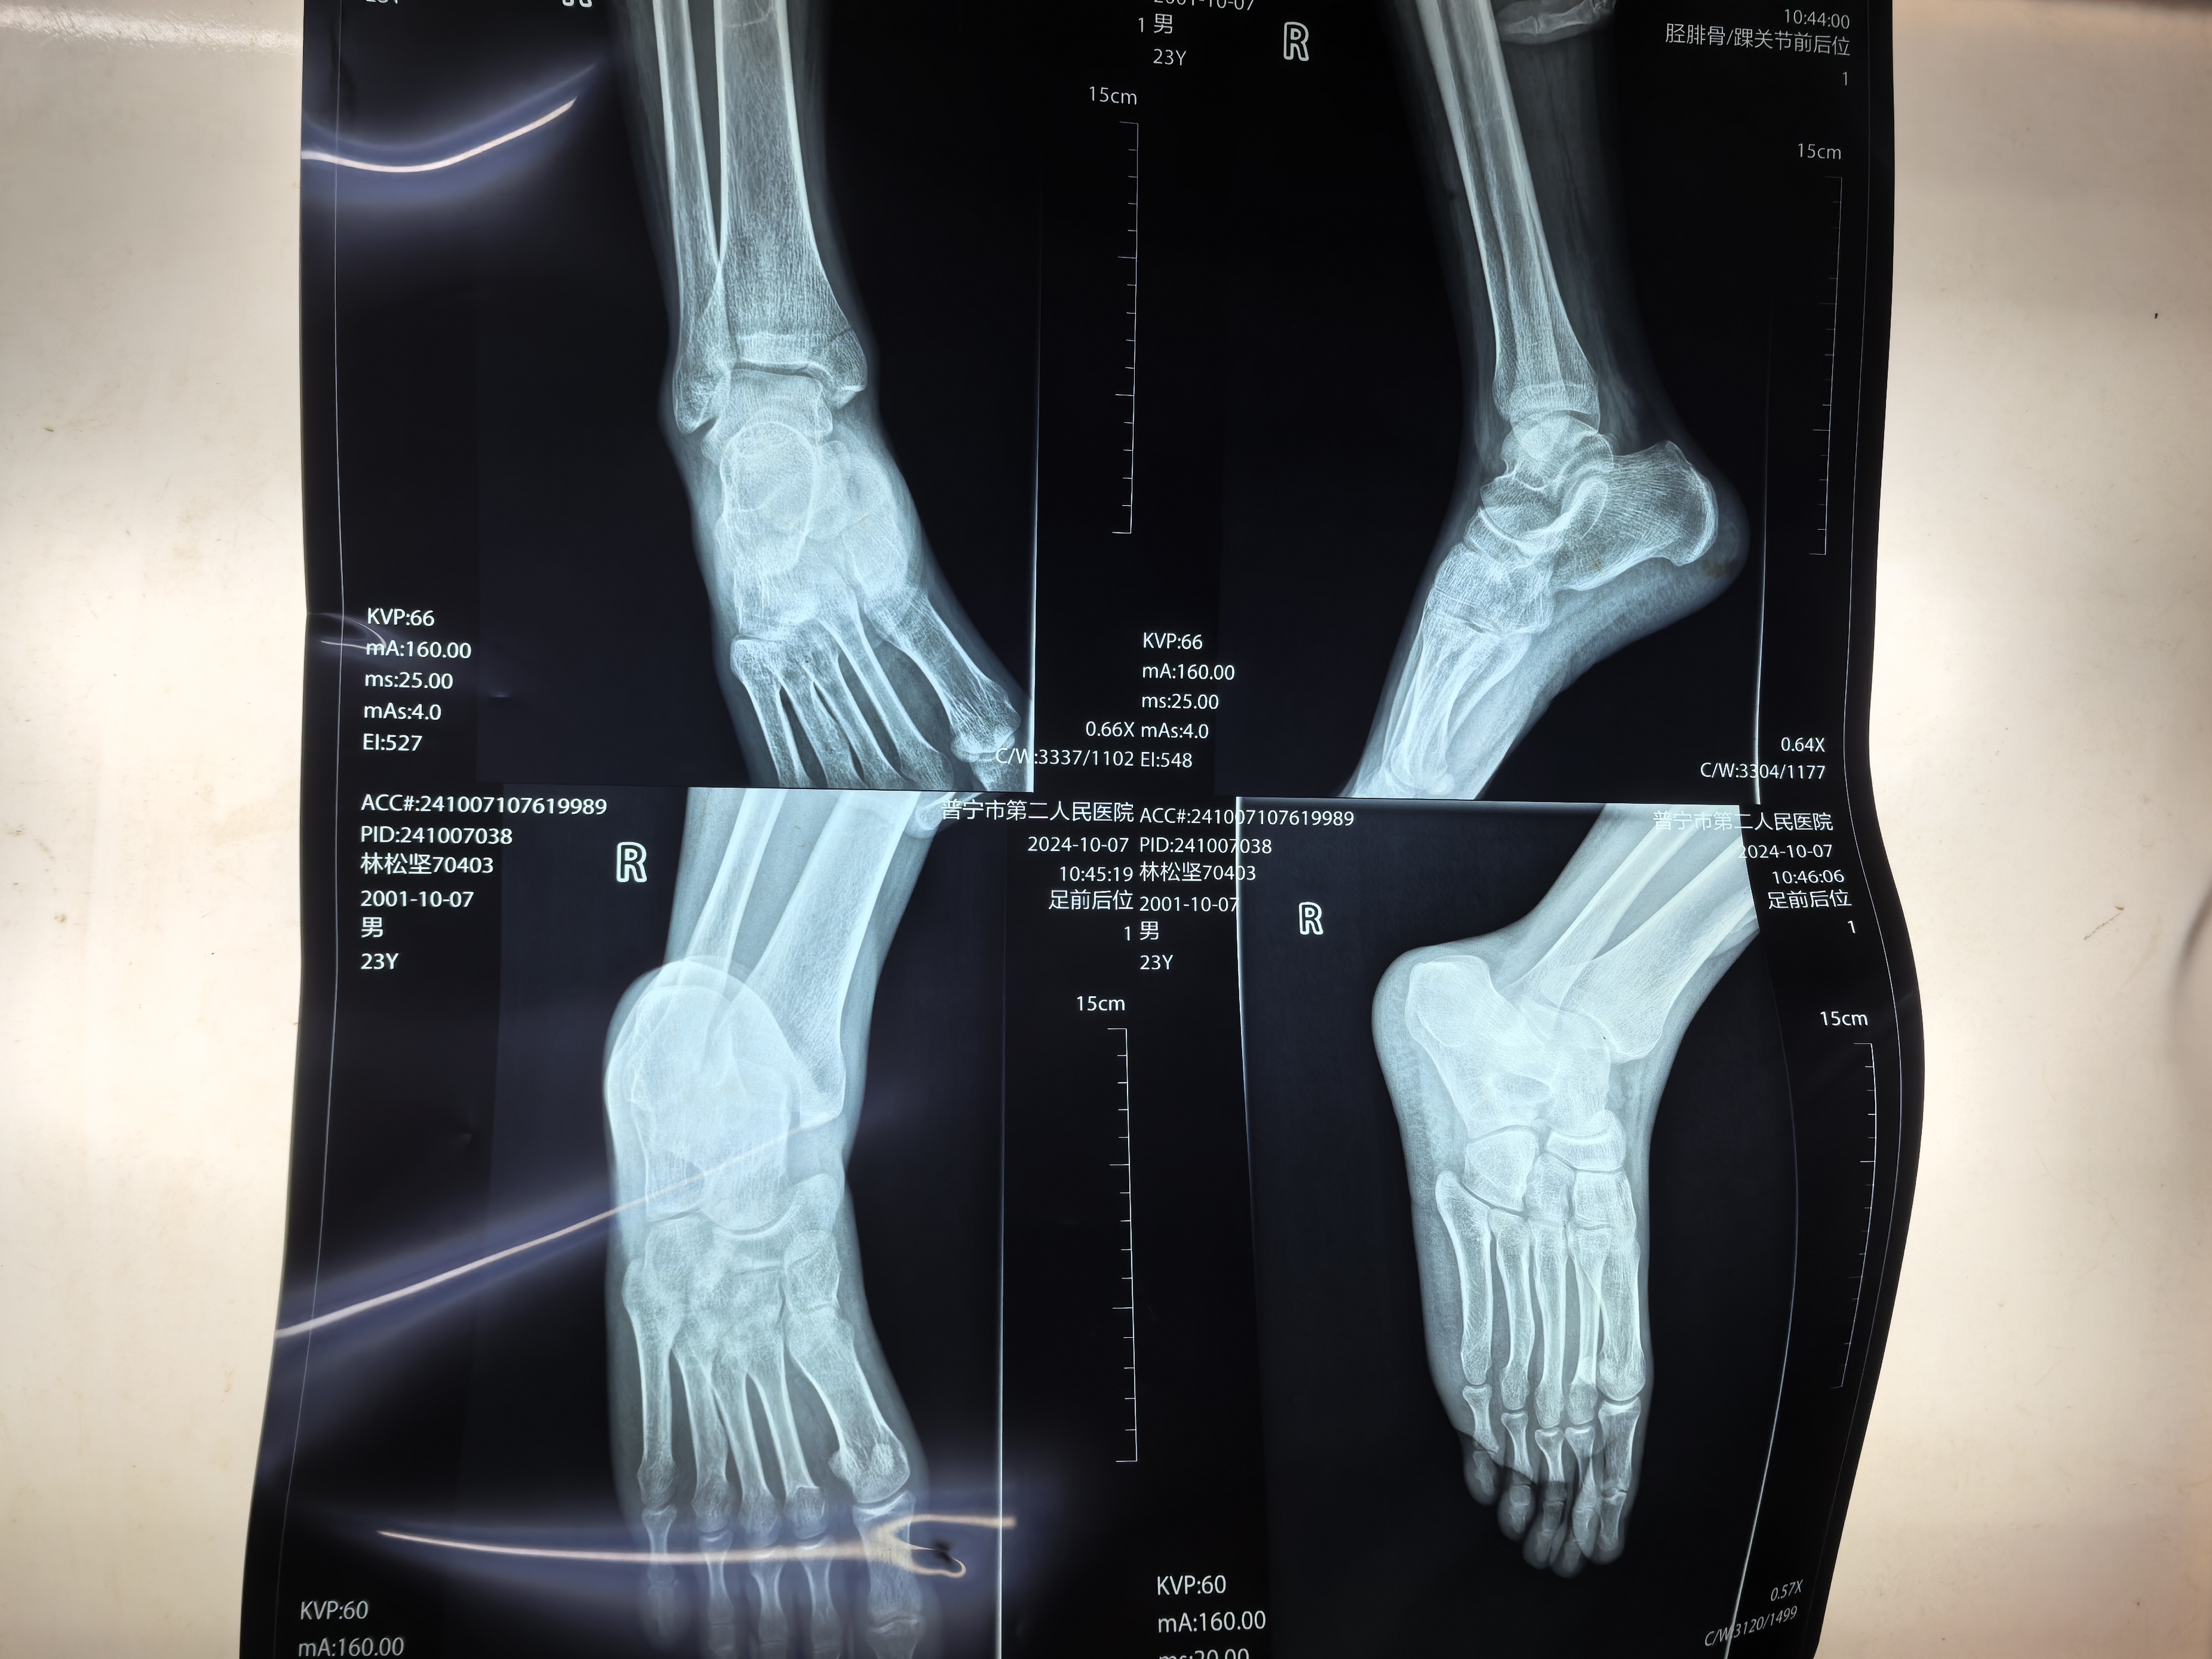 R
KVP:66
mA:160.00
ms:25.00
mAs:4.0
EI:527
0.66X
C/W:3337/1102
1
男
23Y
R
15cm
10:44:00
胫腓骨/踝关节前后位
1
15cm
KVP:66
mA:160.00
ms:25.00
mAs:4.0
EI:548
0.64X
C/W:3304/1177
ACC#:241007107619989
PID:241007038
林松坚70403
2001-10-07
男
23Y
R
普宁市第二人民医院
2024-10-07
10:45:19
足前后位
1
15cm
KVP:60
mA:160.00
ACC#:241007107619989
PID:241007038
林松坚70403
2001-10-07
男
23Y
R
普宁市第二人民医院
2024-10-07
10:46:06
足前后位
1
15cm
KVP:60
mA:160.00
0.57X
C/W:3120/1499